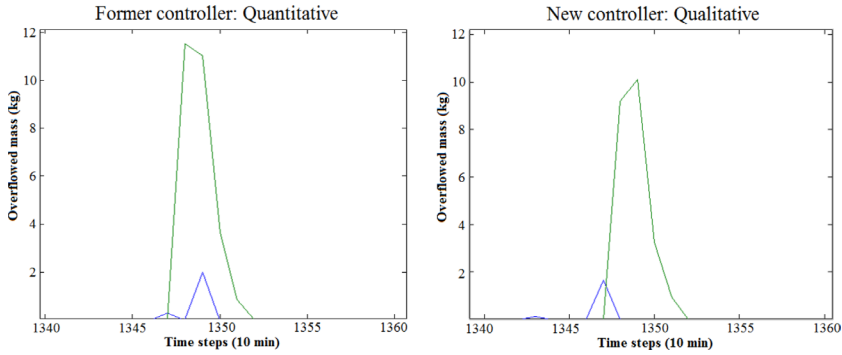 Former controller: Quantitative
12
10
8
6
4
2
Overflowed mass (kg)
1340 1345 1350 1355 1360
Time steps (10 min)
New controller: Qualitative
12
10
8
6
4
2
Overflowed mass (kg)
1340 1345 1350 1355 1360
Time steps (10 min)